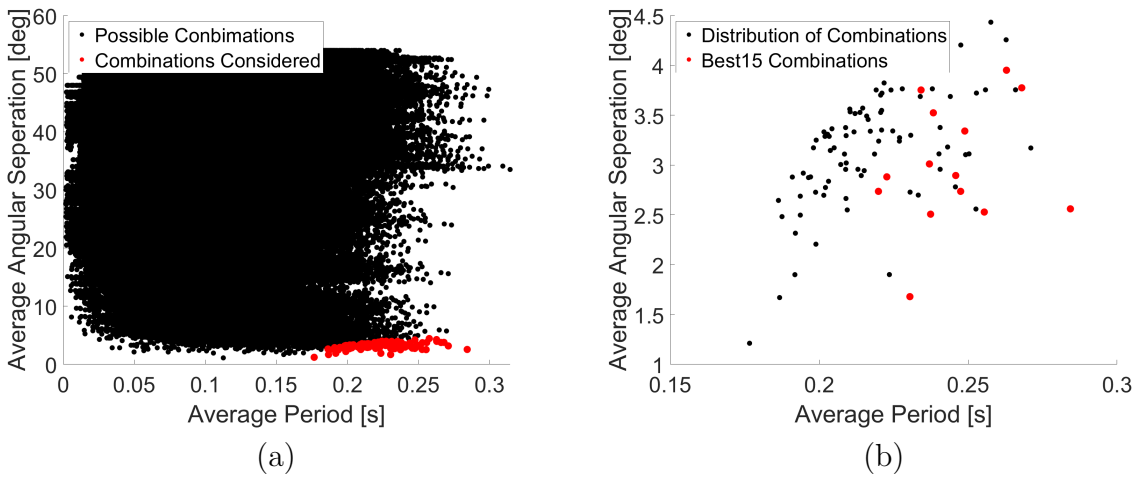 60
50
40
30
20
10
0
Average Angular Seperation [deg]
Possible Conbimations
Combinations Considered
0
0.05
0.1
0.15
0.2
0.25
0.3
Average Period [s]
(a)
4.5
4
3.5
3
2.5
2
1.5
1
Average Angular Seperation [deg]
Distribution of Combinations
Best15 Combinations
0.15
0.2
0.25
0.3
Average Period [s]
(b)